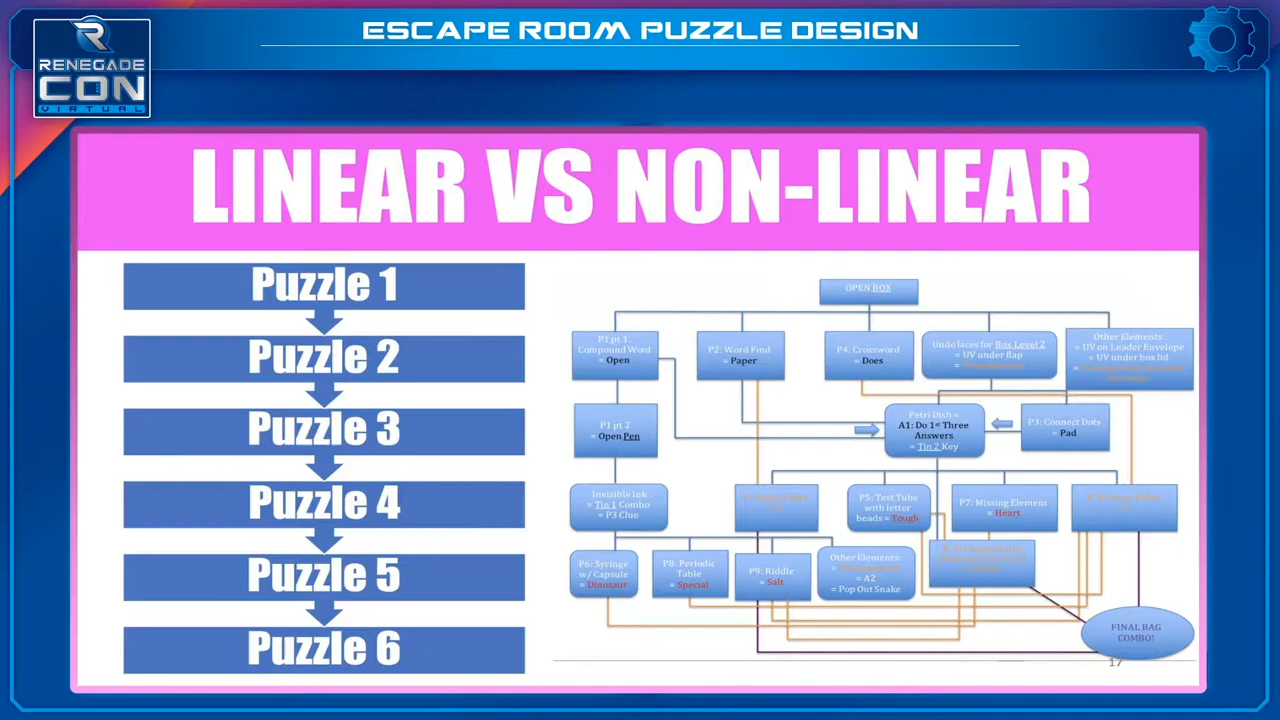 ESCAPE ROOM PUZZLE DESIGN
RENEGADE
CON
VIRTUAL
LINEAR VS NON-LINEAR
Puzzle 1
Puzzle 2
Puzzle 3
Puzzle 4
Puzzle 5
Puzzle 6
OPEN BOX
P1 pt 1
Compound Word
= Open
P2: Word Find
= Paper
P4: Crossword
= Does
Undo laces for Box Level 2
= UV under flap
Other Elements:
= UV on Leader Envelope
= UV under box lid
P1 pt 2
= Open Pen
Petri Dish =
A1: Do 1st Three
Answers
= Tin 2 Key
P3: Connect Dots
= Pad
Invisible Ink
= Tin 1 Combo
= P3 Clue
P5: Test Tube
with letter
beads = Tough
P7: Missing Element
= Heart
P6: Syringe
w/ Capsule
= Dinosaur
P8: Periodic
Table
= Special
P9: Riddle
= Salt
Other Elements:
= A2
= Pop Out Snake
FINAL BAG
COMBO!
17